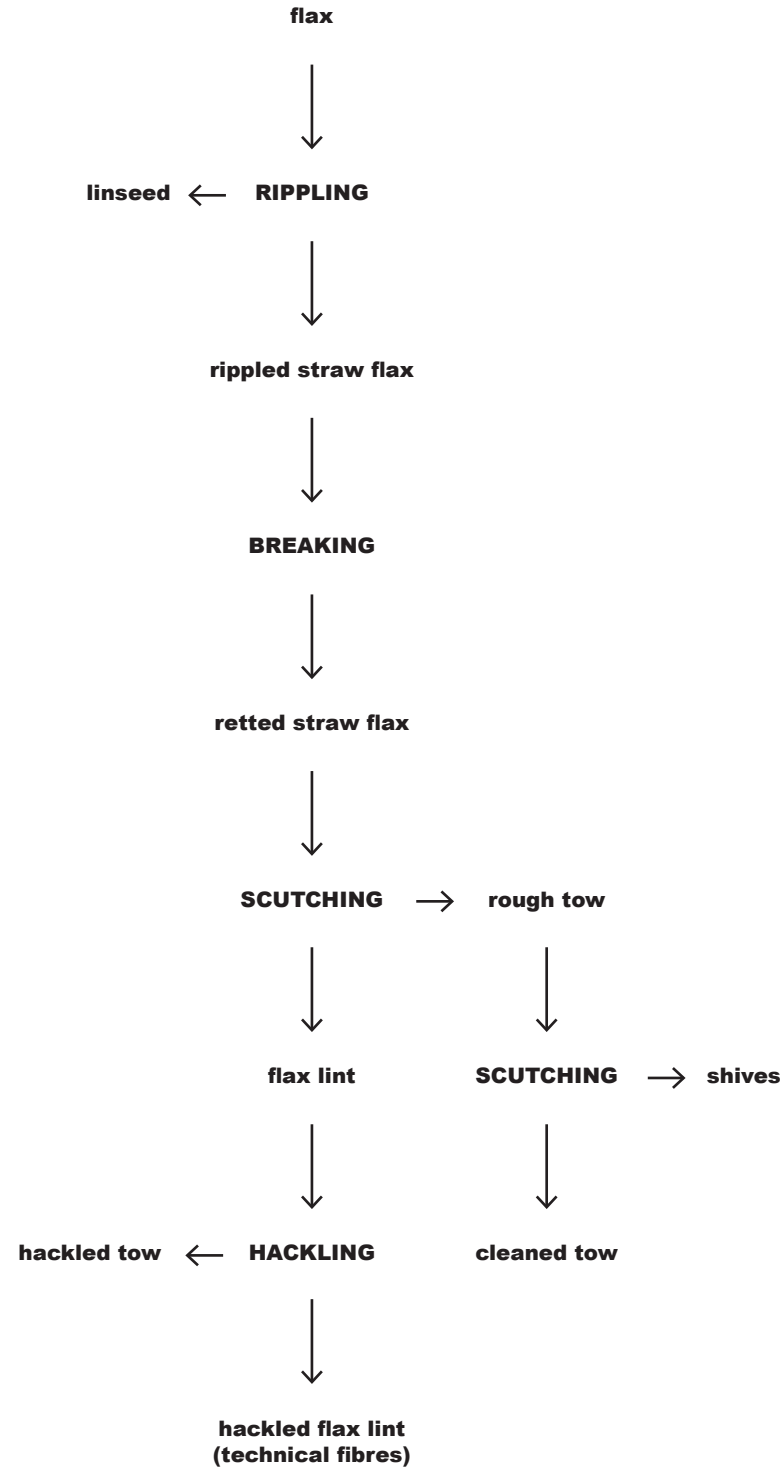 flax
linseed RIPPLING
rippled straw flax
BREAKING
retted straw flax
SCUTCHING rough tow
flax lint SCUTCHING shives
hackled tow HACKLING cleaned tow
hackled flax lint
(technical fibres)